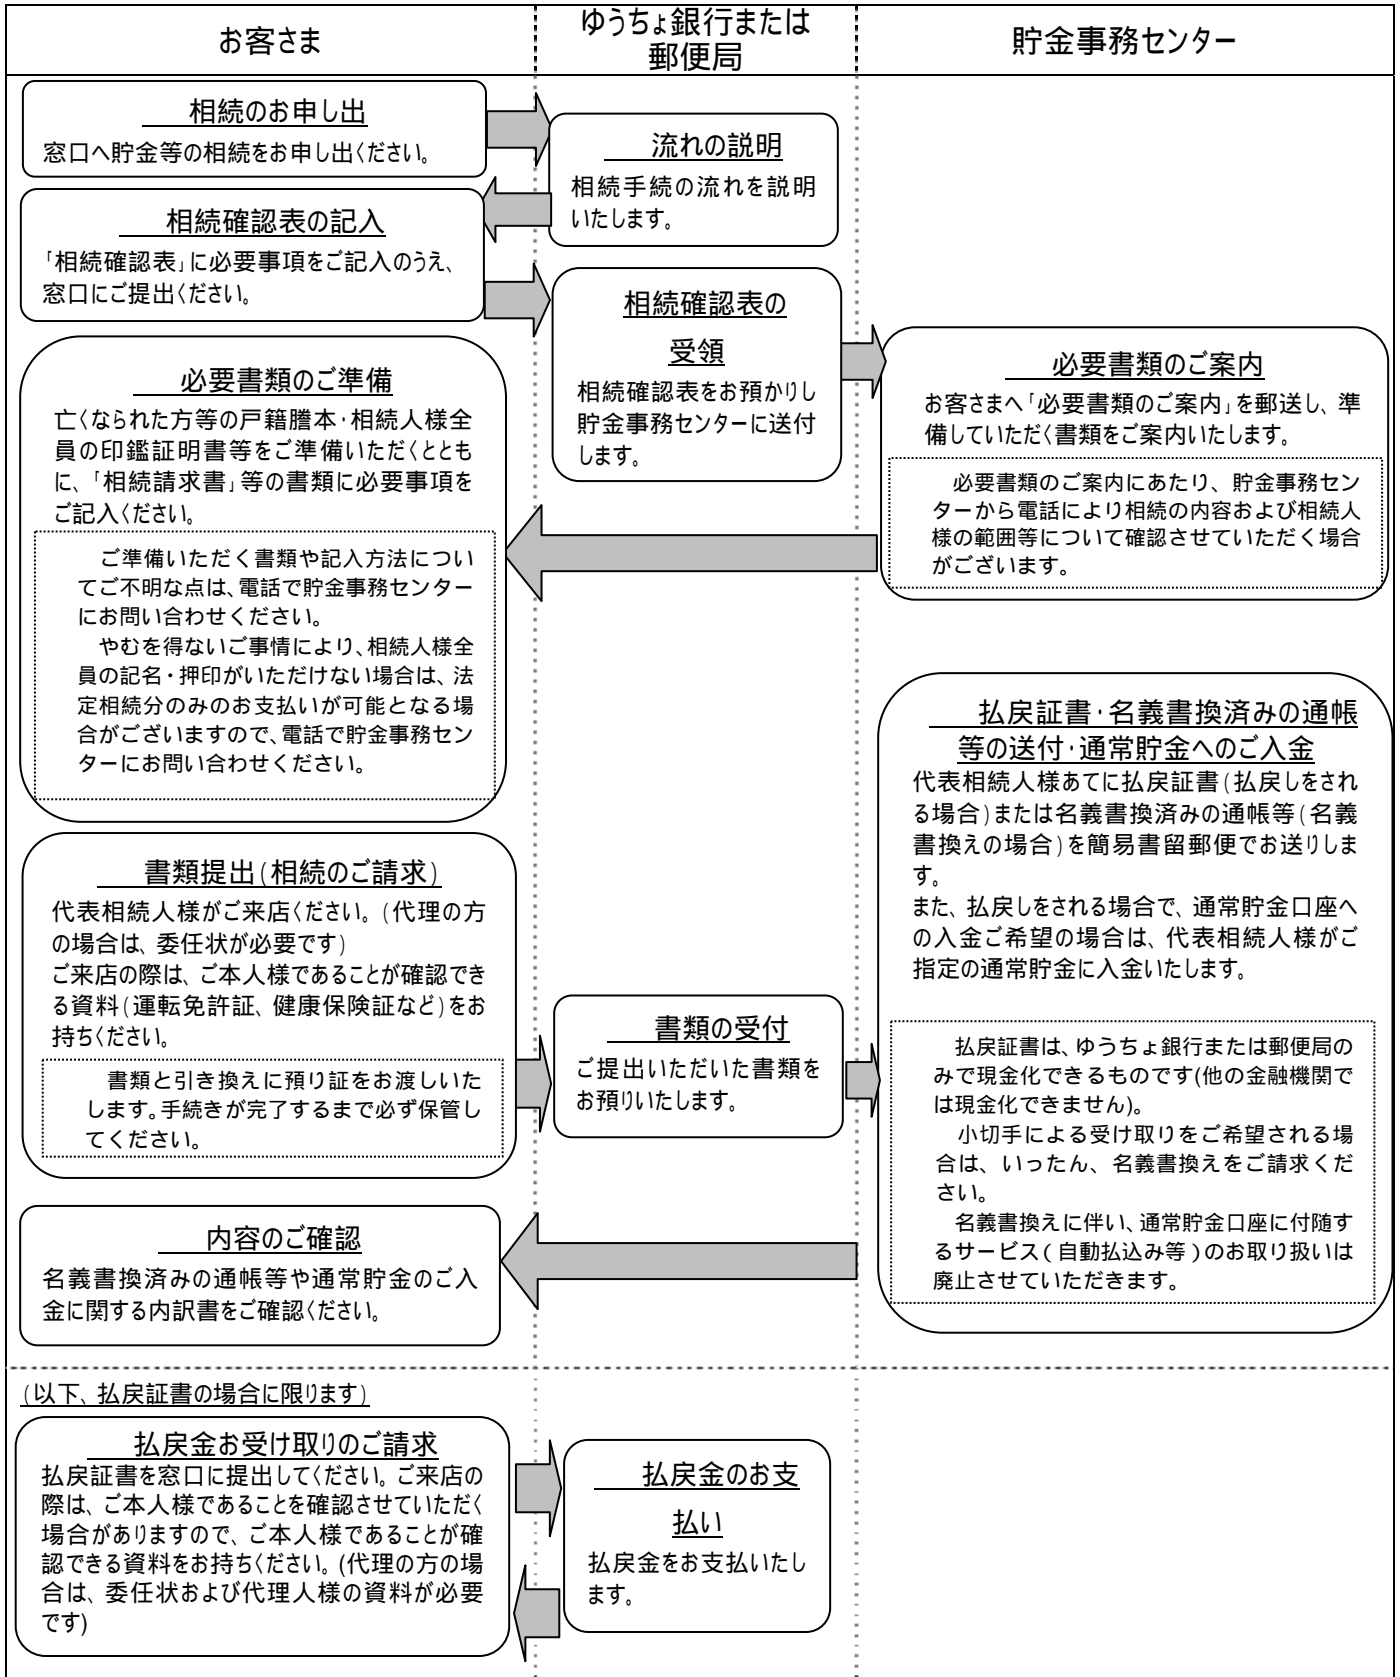 お客さま
ゆうちょ銀行または
郵便局
貯金事務センター
相続のお申し出
窓口へ貯金等の相続をお申し出ください。
流れの説明
相続手続の流れを説明
いたします。
相続確認表の記入
「相続確認表」に必要事項をご記入のうえ、
窓口にご提出ください。
相続確認表の
受領
相続確認表をお預かりし
貯金事務センターに送付
します。
必要書類のご案内
お客さまへ「必要書類のご案内」を郵送し、準
備していただく書類をご案内いたします。
必要書類のご案内にあたり、貯金事務セン
ターから電話により相続の内容および相続人
様の範囲等について確認させていただく場合
がございます。
必要書類のご準備
亡くなられた方等の戸籍謄本・相続人様全
員の印鑑証明書等をご準備いただくととも
に、「相続請求書」等の書類に必要事項を
ご記入ください。
ご準備いただく書類や記入方法につい
てご不明な点は、電話で貯金事務センター
にお問い合わせください。
やむを得ないご事情により、相続人様全
員の記名・押印がいただけない場合は、法
定相続分のみのお支払いが可能となる場
合がございますので、電話で貯金事務セン
ターにお問い合わせください。
書類提出(相続のご請求)
代表相続人様がご来店ください。(代理の方
の場合は、委任状が必要です)
ご来店の際は、ご本人様であることが確認でき
る資料(運転免許証、健康保険証など)をお
持ちください。
書類と引き換えに預り証をお渡しいた
します。手続きが完了するまで必ず保管し
てください。
書類の受付
ご提出いただいた書類を
お預りいたします。
払戻証書・名義書換済みの通帳
等の送付・通常貯金へのご入金
代表相続人様あてに払戻証書(払戻しをされ
る場合)または名義書換済みの通帳等(名義
書換えの場合)を簡易書留郵便でお送りしま
す。
また、払戻しをされる場合で、通常貯金口座へ
の入金ご希望の場合は、代表相続人様がご
指定の通常貯金に入金いたします。
払戻証書は、ゆうちょ銀行または郵便局の
みで現金化できるものです(他の金融機関で
は現金化できません)。
小切手による受け取りをご希望される場
合は、いったん、名義書換えをご請求くだ
さい。
名義書換えに伴い、通常貯金口座に付随す
るサービス(自動払込み等)のお取り扱いは
廃止させていただきます。
内容のご確認
名義書換済みの通帳等や通常貯金のご入
金に関する内訳書をご確認ください。
(以下、払戻証書の場合に限ります)
払戻金お受け取りのご請求
払戻証書を窓口に提出してください。ご来店の
際は、ご本人様であることを確認させていただく
場合がありますので、ご本人様であることが確
認できる資料をお持ちください。(代理の方の場
合は、委任状および代理人様の資料が必要
です)
払戻金のお支
払い
払戻金をお支払いたし
ます。